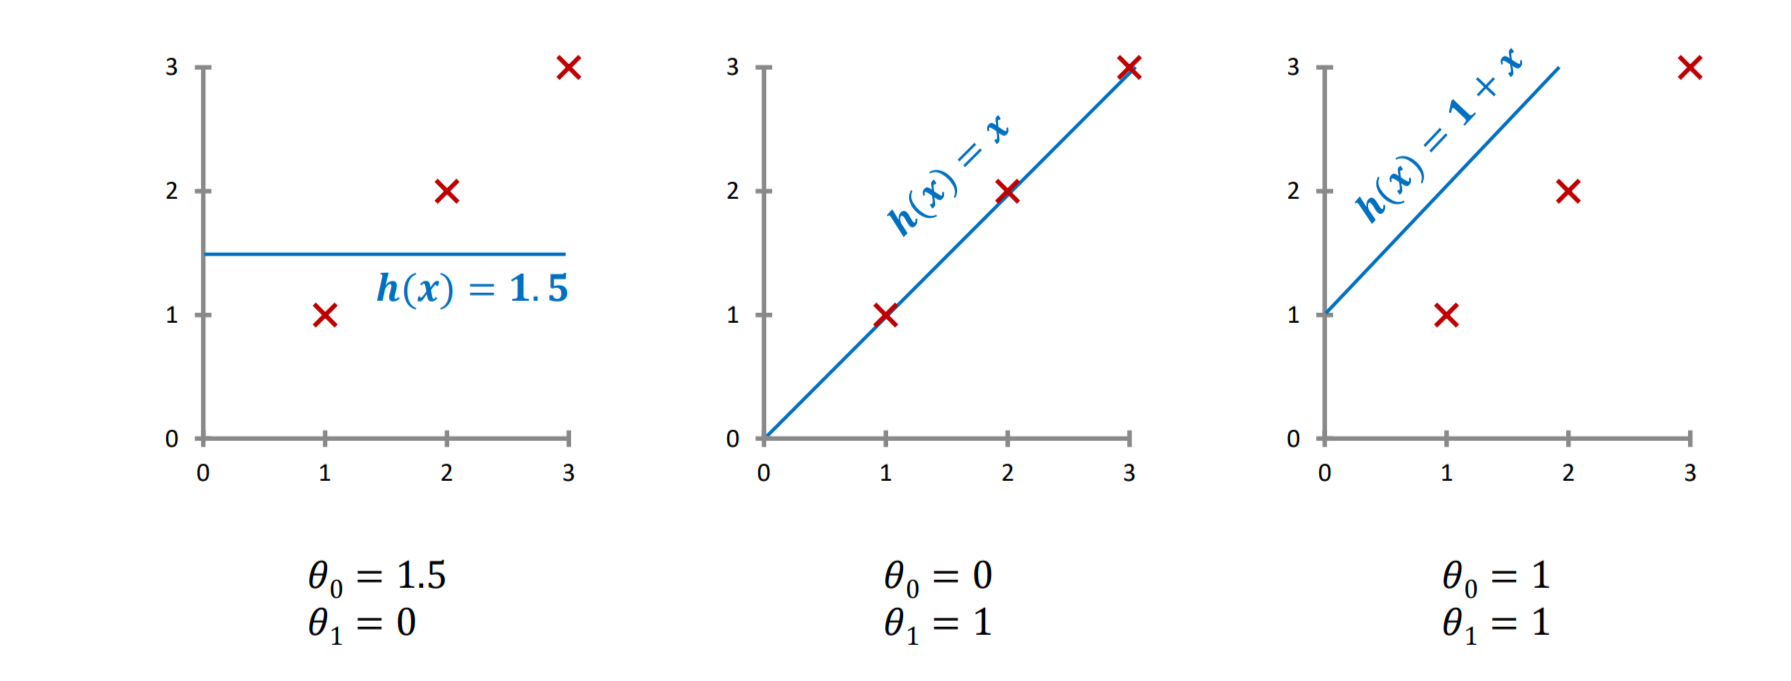 3
2
1
0
0 1 2 3
h(x) = 1.5
θ₀ = 1.5
θ₁ = 0
3
2
1
0
0 1 2 3
h(x) = x
θ₀ = 0
θ₁ = 1
3
2
1
0
0 1 2 3
h(x) = 1 + x
θ₀ = 1
θ₁ = 1